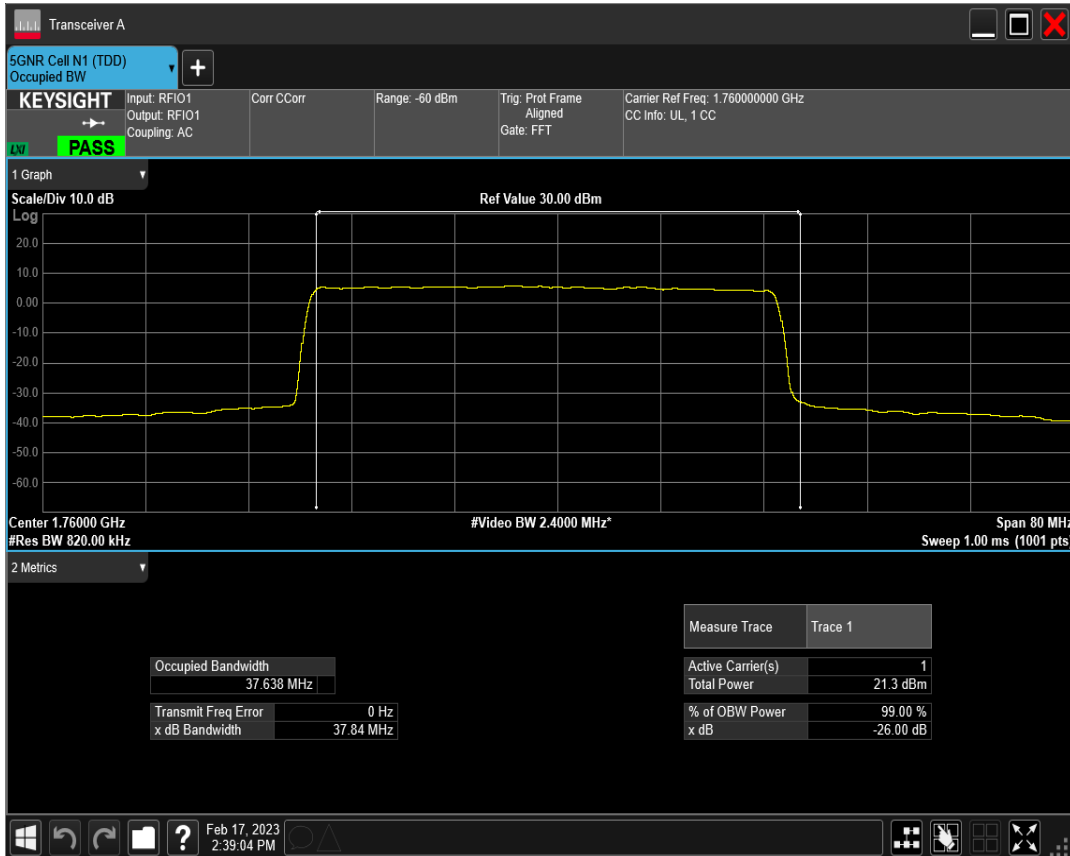 Transceiver A
5GNR Cell N1 (TDD)
Occupied BW
+
KEYSIGHT
LXI
PASS
Input: RFIO1
Output: RFIO1
Coupling: AC
Corr CCorr
Range: -60 dBm
Trig: Prot Frame
Aligned
Gate: FFT
Carrier Ref Freq: 1.760000000 GHz
CC Info: UL, 1 CC
1 Graph
Scale/Div 10.0 dB
Ref Value 30.00 dBm
Log
20.0
10.0
0.00
-10.0
-20.0
-30.0
-40.0
-50.0
-60.0
Center 1.76000 GHz
#Video BW 2.4000 MHz*
Span 80 MHz
#Res BW 820.00 kHz
Sweep 1.00 ms (1001 pts)
2 Metrics
Measure Trace Trace 1
Occupied Bandwidth
37.638 MHz
Active Carrier(s) 1
Total Power 21.3 dBm
Transmit Freq Error 0 Hz
x dB Bandwidth 37.84 MHz
% of OBW Power 99.00 %
x dB -26.00 dB
?
Feb 17, 2023
2:39:04 PM